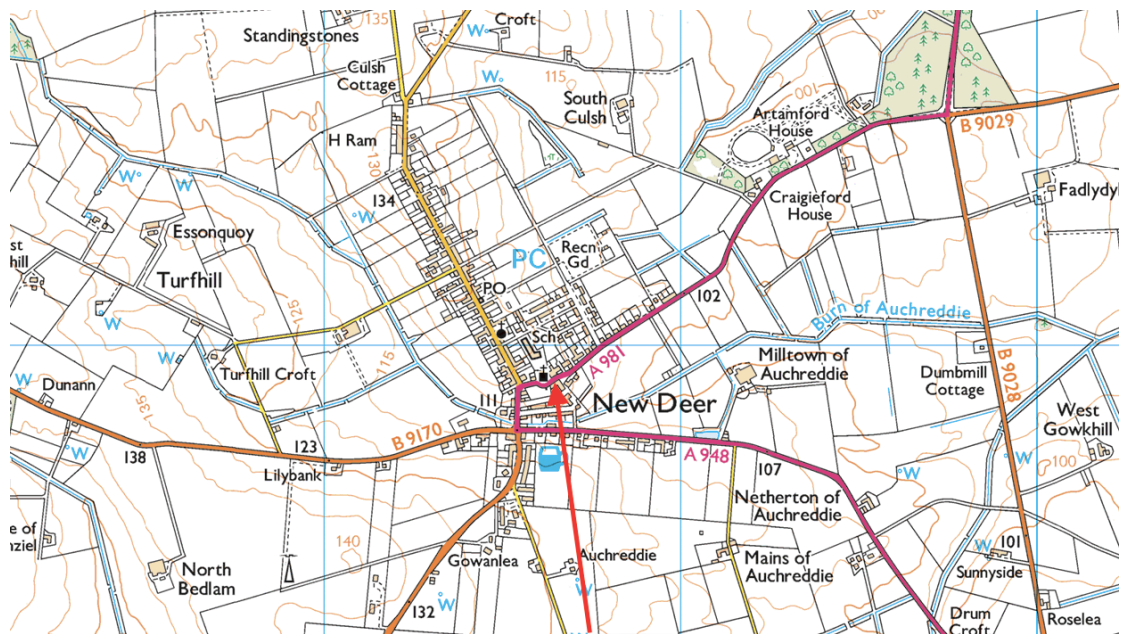 135
Croft
Standingstones
W
115
Culsh
Cottage
W
South
Culsh
100
Artamford
House
B 9029
H Ram
130
134
W
W
Craigieford
House
Fadlydyk
W
Essonquoy
Recn
Gd
PC
hill
Turfhill
PO
102
125
Burn of Auchreddie
W
Sch
A 981
115
W
Milltown of
Auchreddie
B 9028
Turfhill Croft
Dunann
Dumbmill
Cottage
W
135
111
New Deer
West
Gowkhill
123
B 9170
138
A 948
W
107
W
W
100
Lilybank
Netherton of
Auchreddie
140
101
Gowanlea
Auchreddie
W
Sunnyside
North
Bedlam
W
W
Mains of
Auchreddie
132
Drum
Croft
Roselea